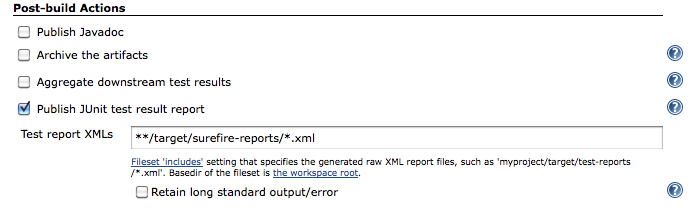 Post-build Actions
Publish Javadoc
Archive the artifacts
Aggregate downstream test results
Publish JUnit test result report
Test report XMLs
**/target/surefire-reports/*.xml
Fileset 'includes' setting that specifies the generated raw XML report files, such as 'myproject/target/test-reports
/*.xml'. Basedir of the fileset is the workspace root.
Retain long standard output/error